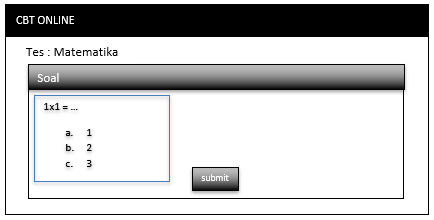 CBT ONLINE
Tes : Matematika
Soal
1x1 = ...
a. 1
b. 2
c. 3
submit